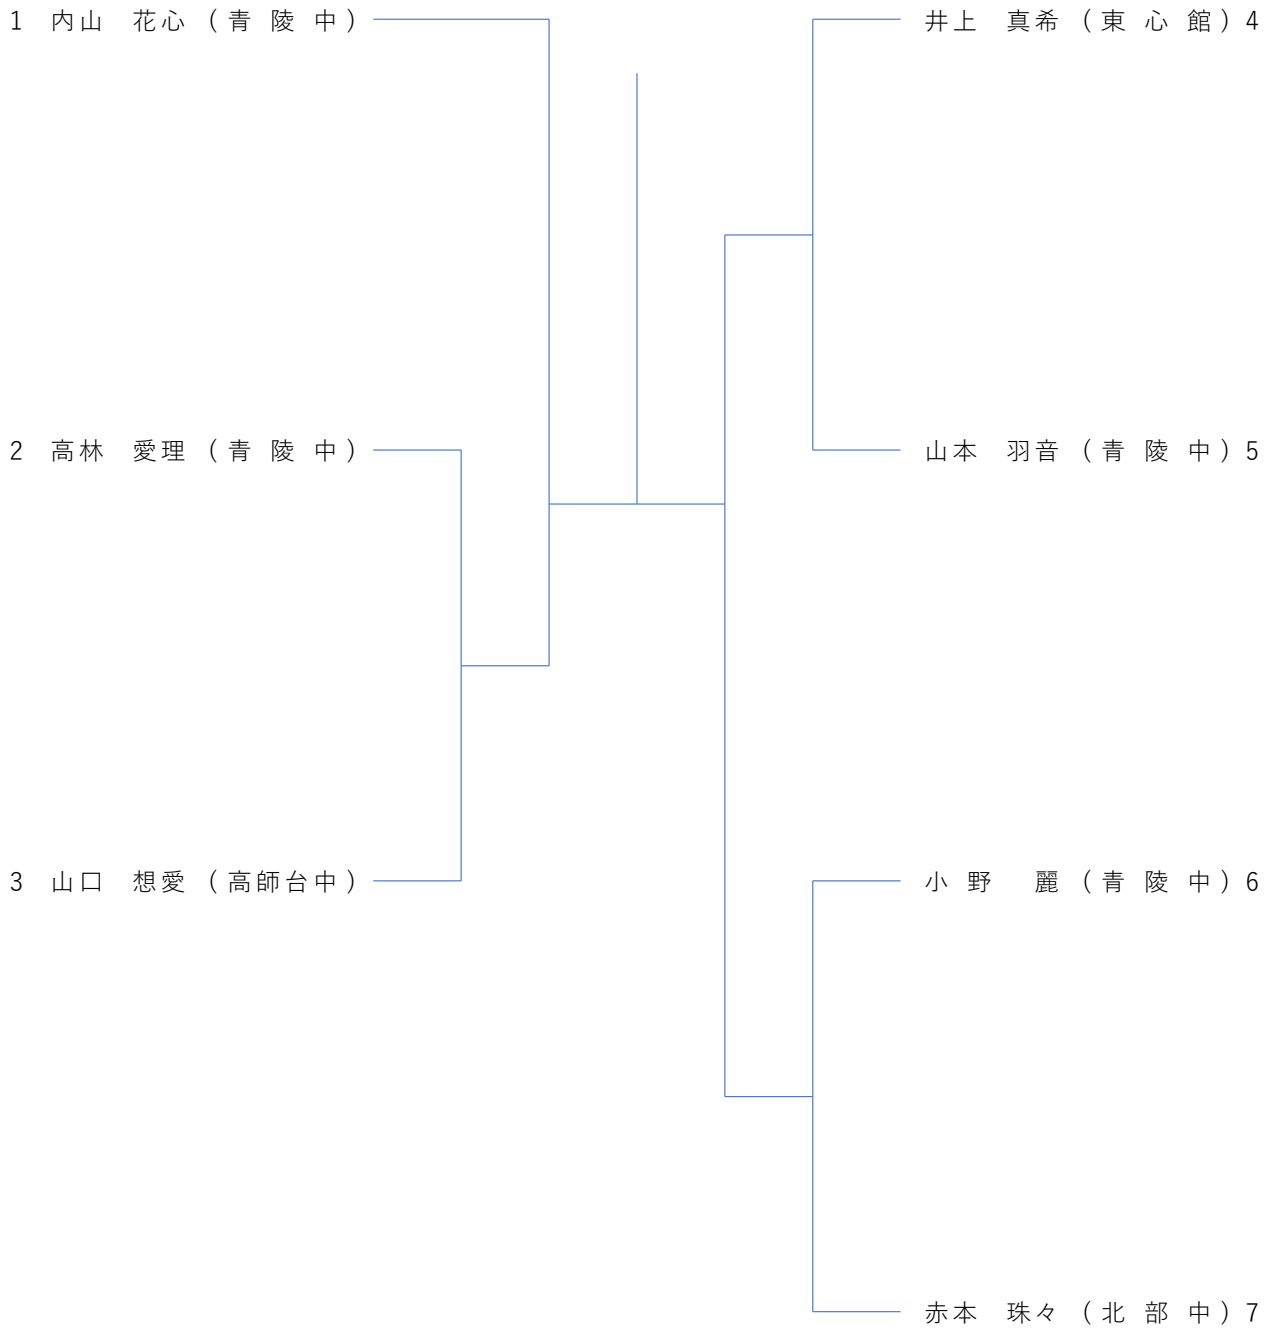 1 内山 花心（青 陵 中）
2 高林 愛理（青 陵 中）
3 山口 想愛（高師台中）
井上 真希（東 心 館）4
山本 羽音（青 陵 中）5
小 野 麗（青 陵 中）6
赤本 珠々（北 部 中）7